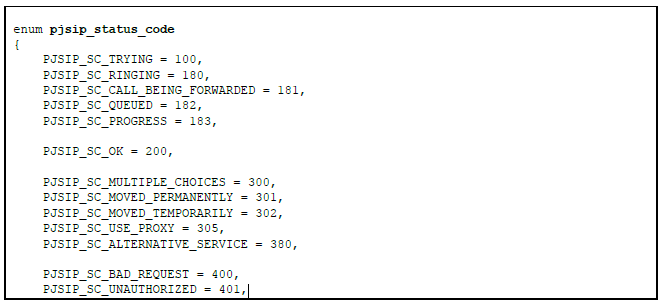 enum pjsip_status_code
{
PJSIP_SC_TRYING = 100,
PJSIP_SC_RINGING = 180,
PJSIP_SC_CALL_BEING_FORWARDED = 181,
PJSIP_SC_QUEUED = 182,
PJSIP_SC_PROGRESS = 183,
PJSIP_SC_OK = 200,
PJSIP_SC_MULTIPLE_CHOICES = 300,
PJSIP_SC_MOVED_PERMANENTLY = 301,
PJSIP_SC_MOVED_TEMPORARILY = 302,
PJSIP_SC_USE_PROXY = 305,
PJSIP_SC_ALTERNATIVE_SERVICE = 380,
PJSIP_SC_BAD_REQUEST = 400,
PJSIP_SC_UNAUTHORIZED = 401,